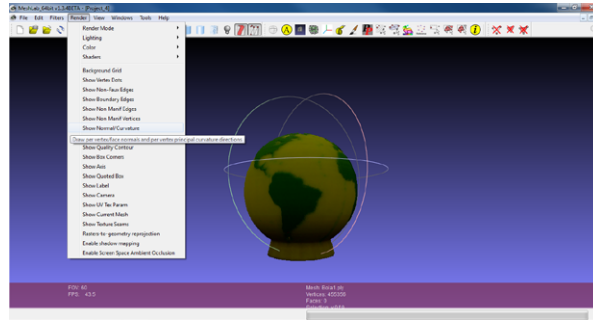 MeshLab_64bit v1.3.4BETA - [Project_4]
File Edit Filters Render View Windows Tools Help
Render Mode
Lighting
Color
Shaders
Background Grid
Show Vertex Dots
Show Non-Faux Edges
Show Boundary Edges
Show Non Manif Edges
Show Non Manif Vertices
Show Normal/Curvature
Draw per vertex/face normals and per vertex principal curvature directions
Show Quality Contour
Show Box Corners
Show Axis
Show Quoted Box
Show Label
Show Camera
Show UV Tex Param
Show Current Mesh
Show Texture Seams
Raster-to-geometry reprojection
Enable shadow mapping
Enable Screen Space Ambient Occlusion
FOV: 60
FPS: 43.5
Mesh:
Vertices:
Faces: